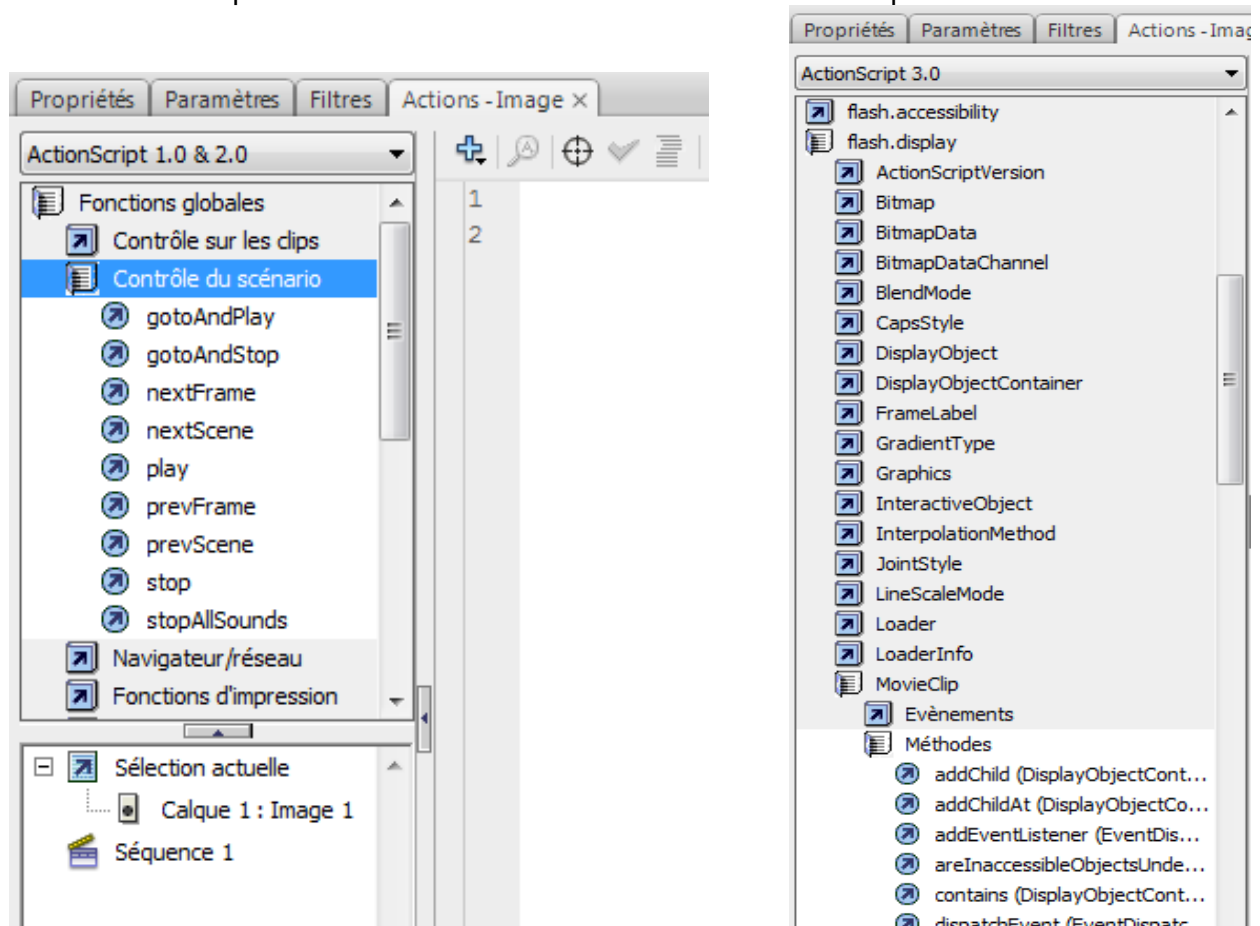 Propriétés Paramètres Filtres Actions - Image
ActionScript 1.0 & 2.0
Fonctions globales
Contrôle sur les clips
Contrôle du scénario
gotoAndPlay
gotoAndStop
nextFrame
nextScene
play
prevFrame
prevScene
stop
stopAllSounds
Navigateur/réseau
Fonctions d'impression
Sélection actuelle
Calque 1 : Image 1
Séquence 1
1
2
Propriétés Paramètres Filtres Actions - Imag
ActionScript 3.0
flash.accessibility
flash.display
ActionScriptVersion
Bitmap
BitmapData
BitmapDataChannel
BlendMode
CapsStyle
DisplayObject
DisplayObjectContainer
FrameLabel
GradientType
Graphics
InteractiveObject
InterpolationMethod
JointStyle
LineScaleMode
Loader
LoaderInfo
MovieClip
Evènements
Méthodes
addChild (DisplayObjectCont...
addChildAt (DisplayObjectCo...
addEventListener (EventDis...
areInaccessibleObjectsUnde...
contains (DisplayObjectCont...
dispatchEvent (EventDispatc...